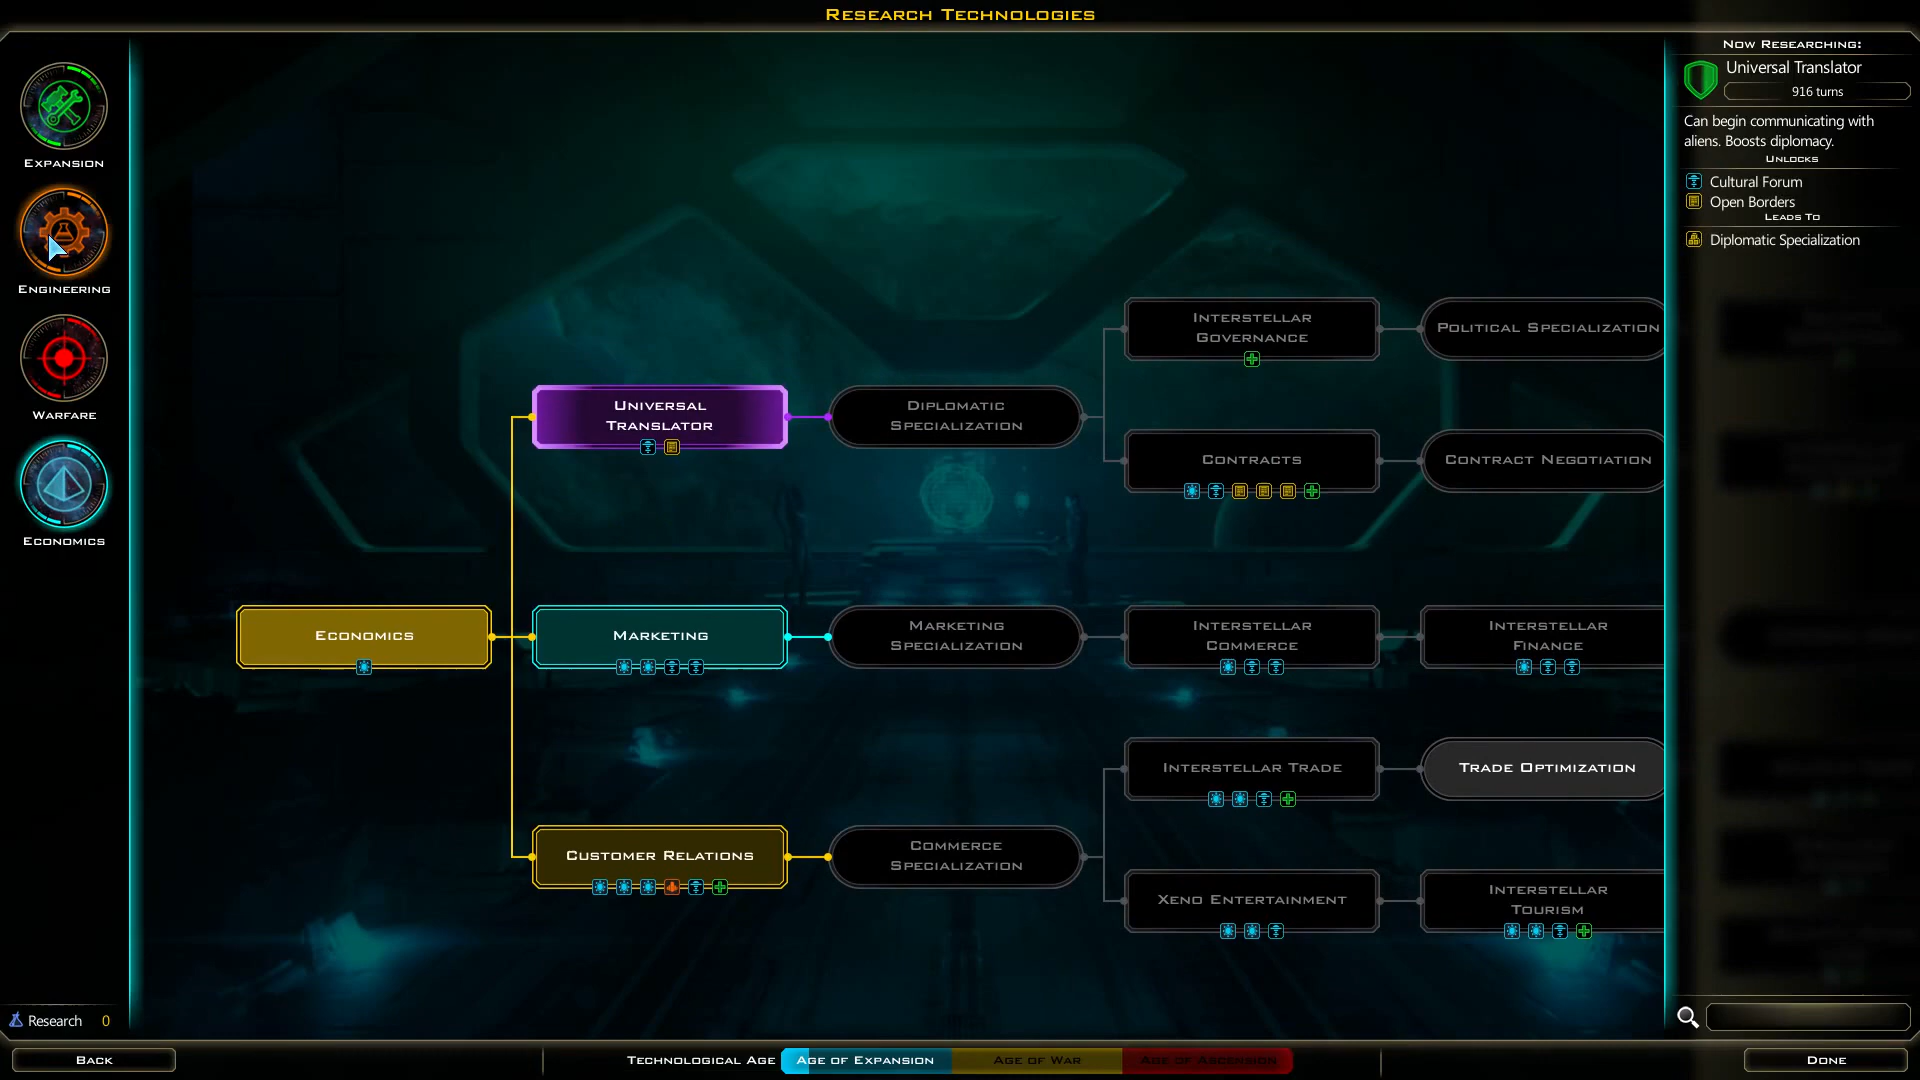 RESEARCH TECHNOLOGIES
EXPANSION
ENGINEERING
WARFARE
ECONOMICS
Research 0
BACK
UNIVERSAL
TRANSLATOR
DIPLOMATIC
SPECIALIZATION
INTERSTELLAR
GOVERNANCE
POLITICAL SPECIALIZATION
CONTRACTS
CONTRACT NEGOTIATION
ECONOMICS
MARKETING
MARKETING
SPECIALIZATION
INTERSTELLAR
COMMERCE
INTERSTELLAR
FINANCE
INTERSTELLAR TRADE
TRADE OPTIMIZATION
CUSTOMER RELATIONS
COMMERCE
SPECIALIZATION
XENO ENTERTAINMENT
INTERSTELLAR
TOURISM
TECHNOLOGICAL AGE AGE OF EXPANSION AGE OF WAR AGE OF ASCENSION
NOW RESEARCHING:
Universal Translator
916 turns
Can begin communicating with
aliens. Boosts diplomacy.
UNLOCKS
Cultural Forum
Open Borders
LEADS TO
Diplomatic Specialization
DONE